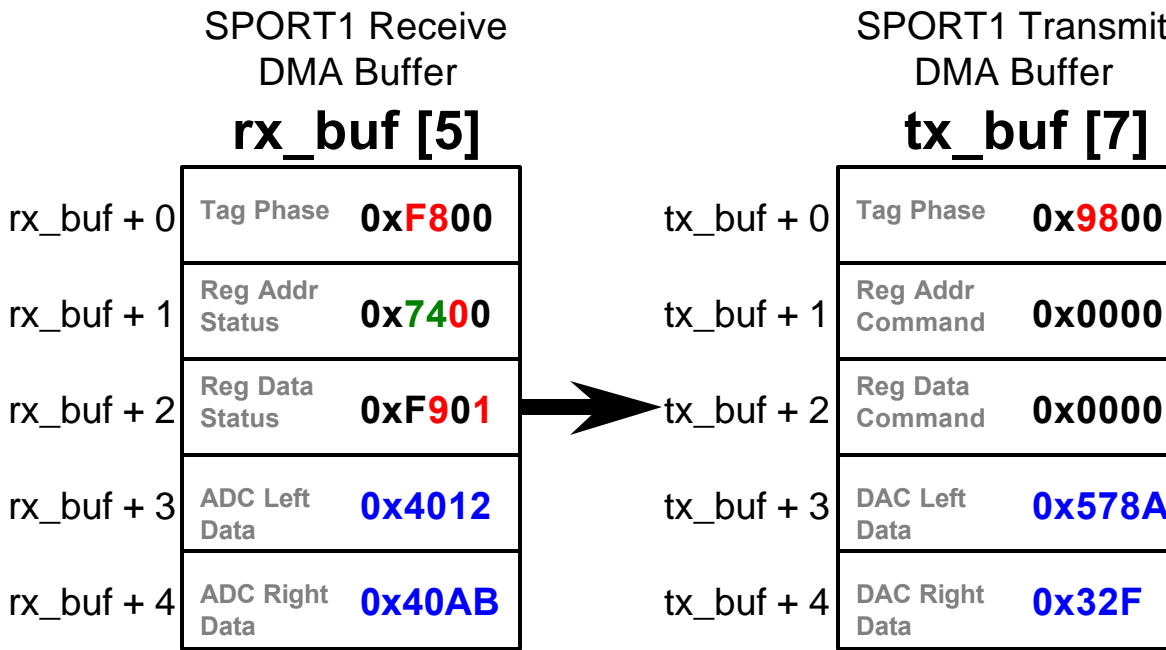 SPORT1 Receive
DMA Buffer
rx_buf [5]
rx_buf + 0 Tag Phase 0xF800
rx_buf + 1 Reg Addr Status 0x7400
rx_buf + 2 Reg Data Status 0xF901
rx_buf + 3 ADC Left Data 0x4012
rx_buf + 4 ADC Right Data 0x40AB
SPORT1 Transmit
DMA Buffer
tx_buf [7]
tx_buf + 0 Tag Phase 0x9800
tx_buf + 1 Reg Addr Command 0x0000
tx_buf + 2 Reg Data Command 0x0000
tx_buf + 3 DAC Left Data 0x578A
tx_buf + 4 DAC Right Data 0x32F